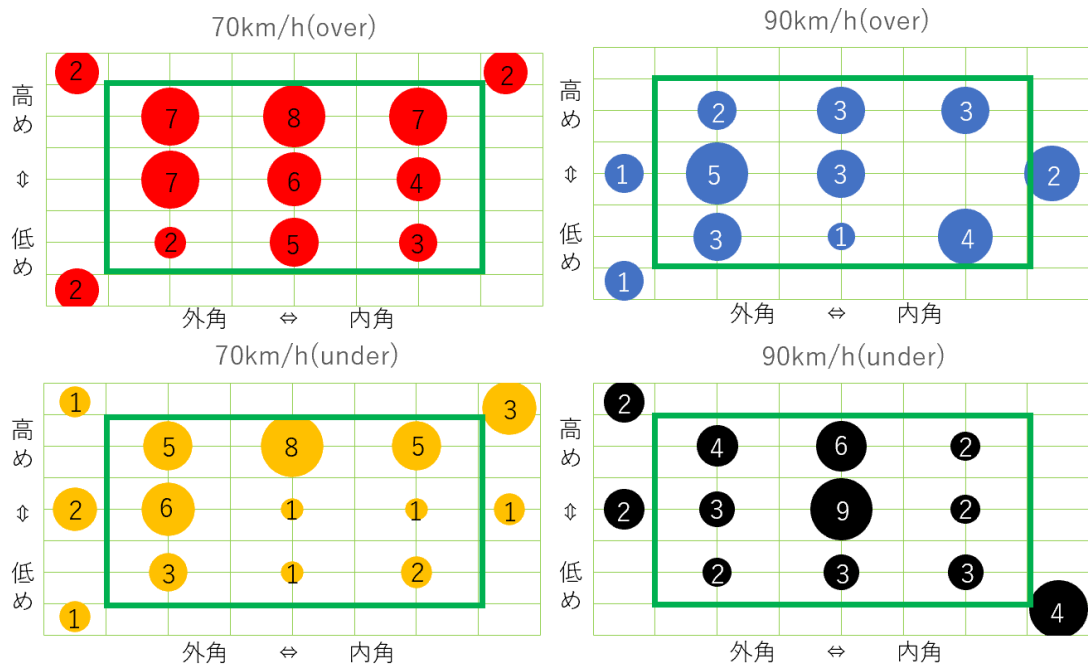 70km/h(over)
2 2
高め
7 8 7
⇕
7 6 4
低め
2 5 3
2
外角 ⇔ 内角
90km/h(over)
高め
2 3 3
⇕
1 5 3 2
低め
3 1 4
1
外角 ⇔ 内角
70km/h(under)
1 3
高め
5 8 5
⇕
2 6 1 1 1
低め
3 1 2
1
外角 ⇔ 内角
90km/h(under)
2
高め
4 6 2
⇕
2 3 9 2
低め
2 3 3
4
外角 ⇔ 内角